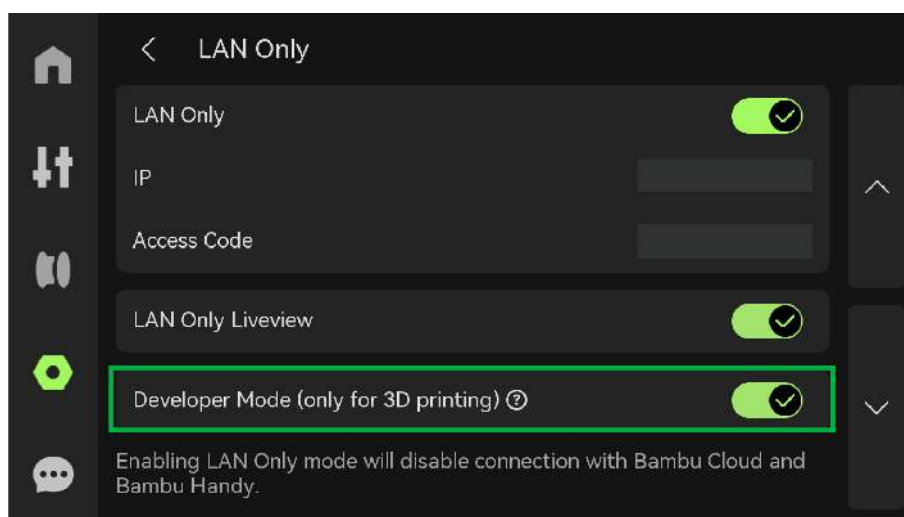 LAN Only
LAN Only
IP
Access Code
LAN Only Liveview
Developer Mode (only for 3D printing) ?
Enabling LAN Only mode will disable connection with Bambu Cloud and
Bambu Handy.